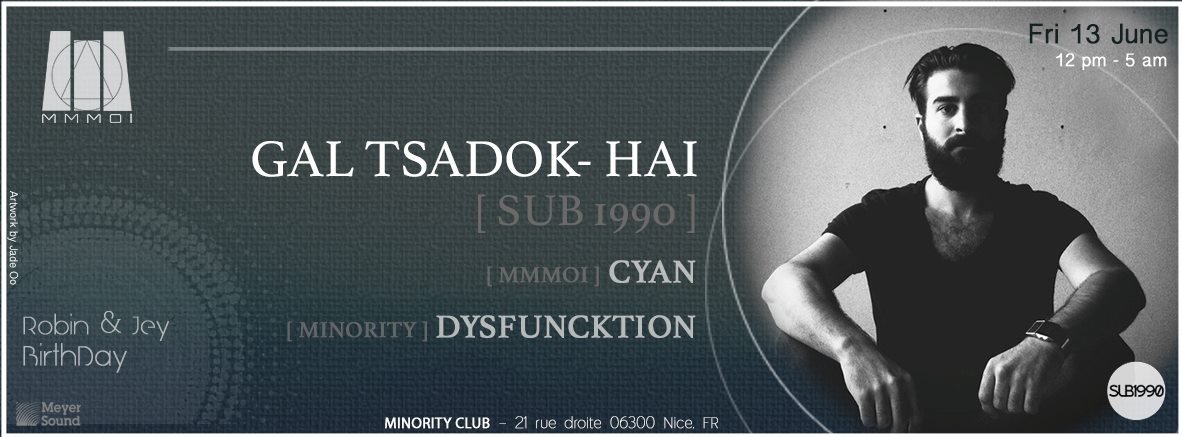 MMMOI
Fri 13 June
12 pm - 5 am
GAL TSADOK- HAI
[ SUB 1990 ]
[ MMMOI ] CYAN
[ MINORITY ] DYSFUNCKTION
Artwork by Jade Oo
Robin & Jey
BirthDay
Meyer
Sound
MINORITY CLUB - 21 rue droite 06300 Nice. FR
SUB1990